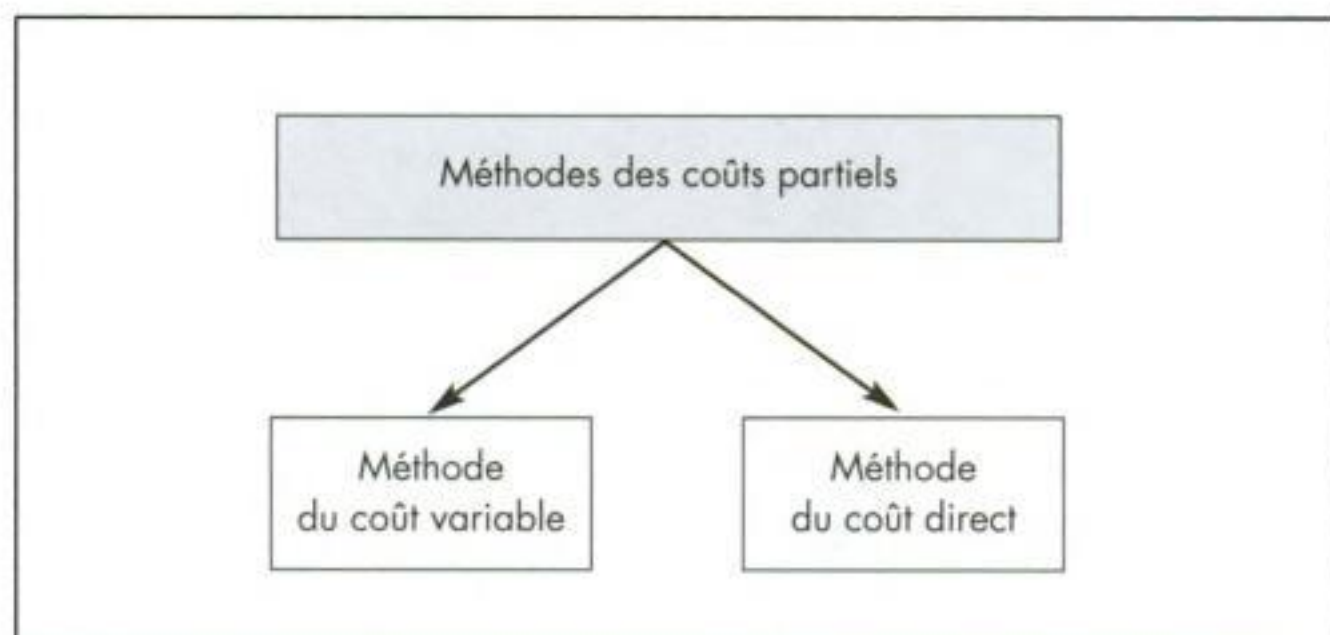 Méthodes des coûts partiels
Méthode
du coût variable
Méthode
du coût direct